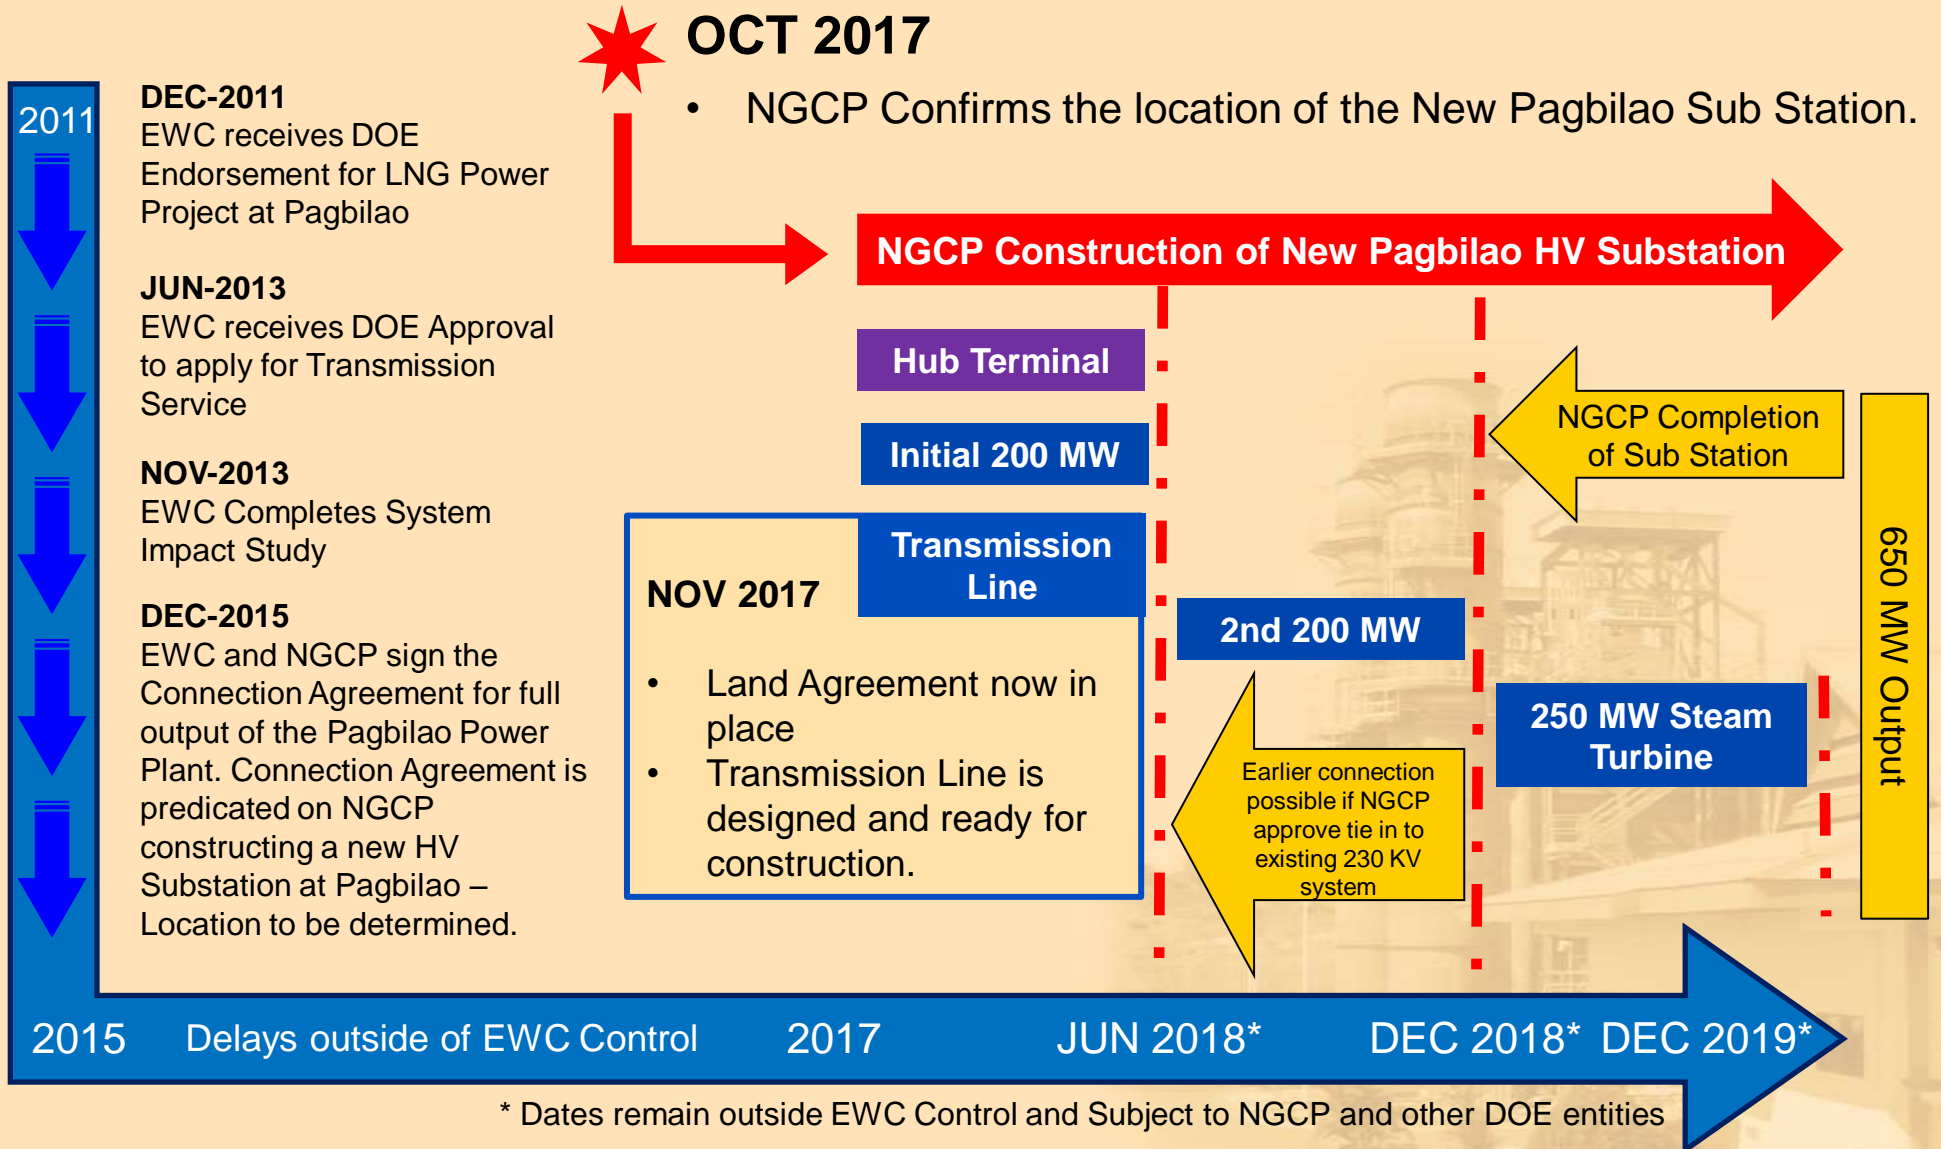 OCT 2017
• NGCP Confirms the location of the New Pagbilao Sub Station.
2011
DEC-2011
EWC receives DOE
Endorsement for LNG Power
Project at Pagbilao
JUN-2013
EWC receives DOE Approval
to apply for Transmission
Service
NOV-2013
EWC Completes System
Impact Study
DEC-2015
EWC and NGCP sign the
Connection Agreement for full
output of the Pagbilao Power
Plant. Connection Agreement is
predicated on NGCP
constructing a new HV
Substation at Pagbilao –
Location to be determined.
NGCP Construction of New Pagbilao HV Substation
Hub Terminal
Initial 200 MW
Transmission
Line
NOV 2017
• Land Agreement now in
place
• Transmission Line is
designed and ready for
construction.
2nd 200 MW
Earlier connection
possible if NGCP
approve tie in to
existing 230 KV
system
NGCP Completion
of Sub Station
250 MW Steam
Turbine
650 MW Output
2015 Delays outside of EWC Control 2017 JUN 2018* DEC 2018* DEC 2019*
* Dates remain outside EWC Control and Subject to NGCP and other DOE entities